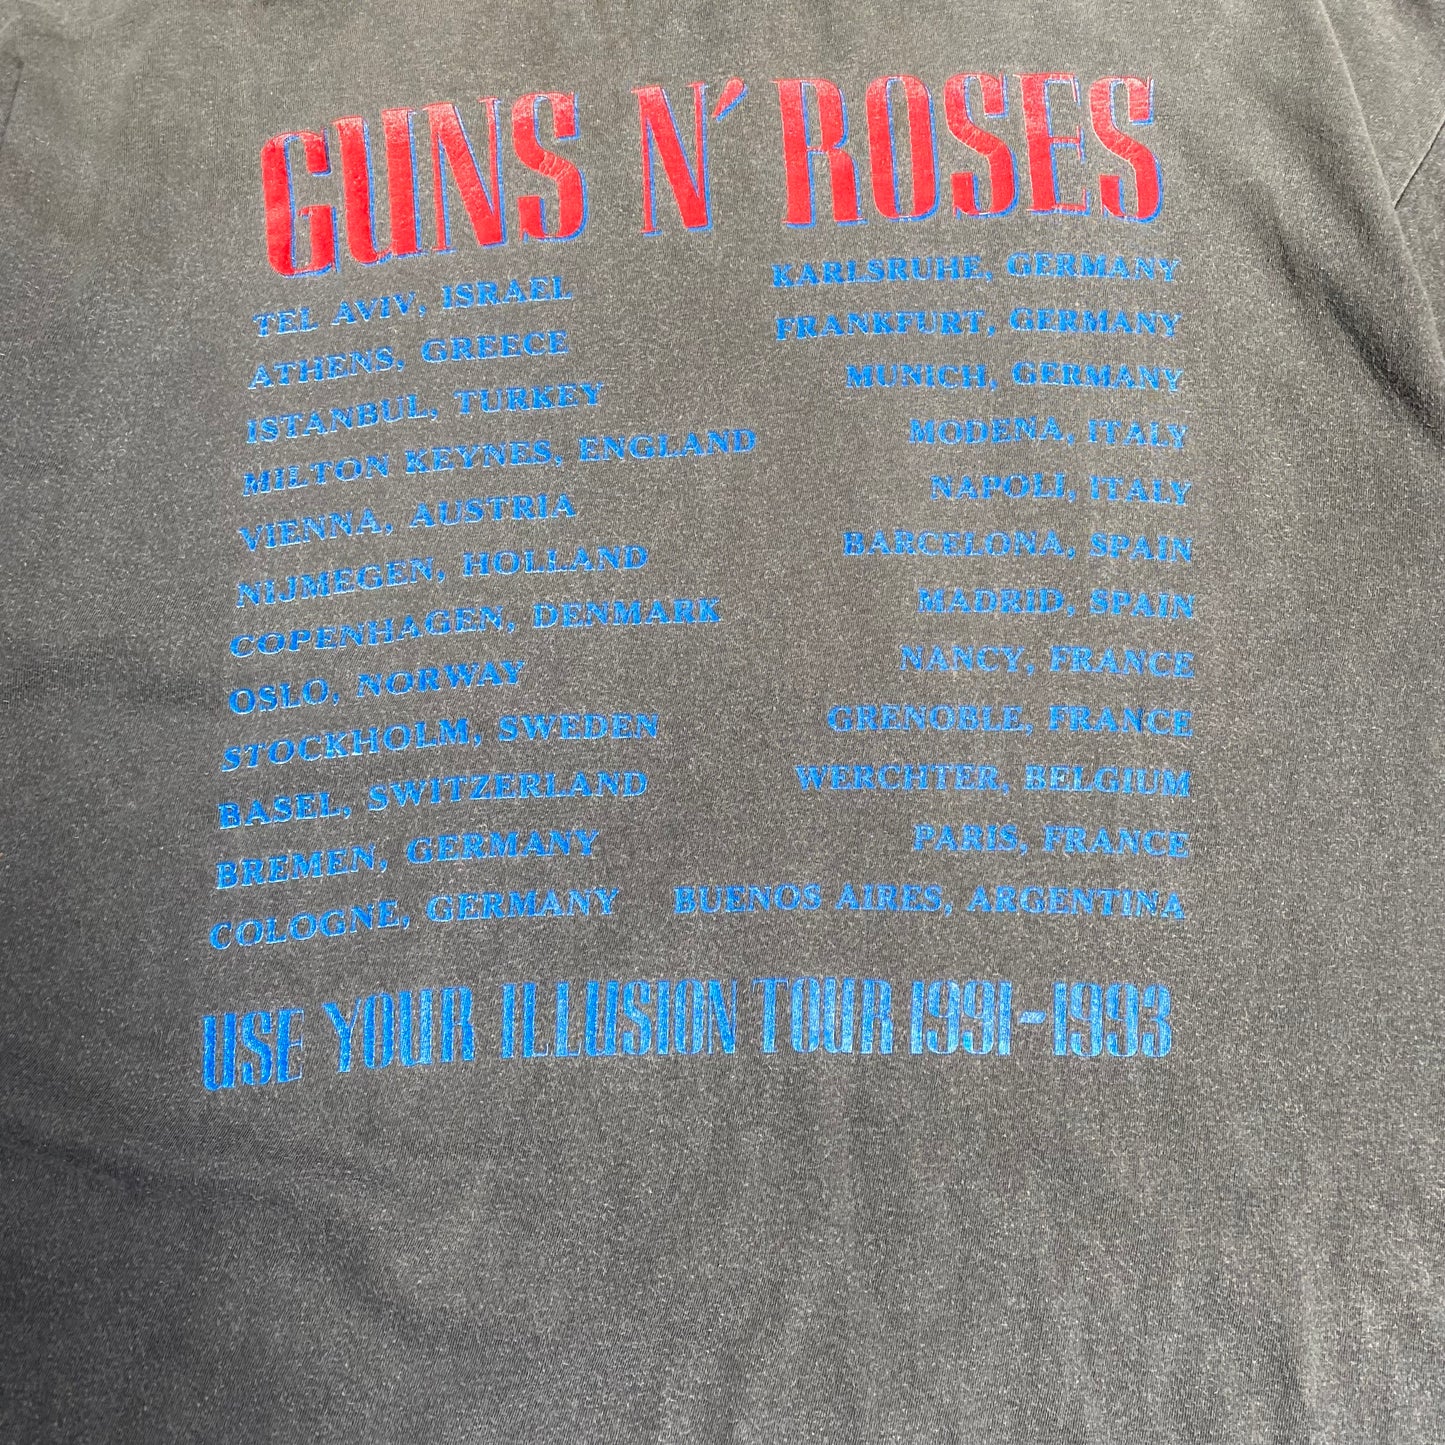 GUNS N' ROSES
TEL AVIV, ISRAEL
ATHENS, GREECE
ISTANBUL, TURKEY
MILTON KEYNES, ENGLAND
VIENNA, AUSTRIA
NIJMEGEN, HOLLAND
COPENHAGEN, DENMARK
OSLO, NORWAY
STOCKHOLM, SWEDEN
BASEL, SWITZERLAND
BREMEN, GERMANY
COLOGNE, GERMANY
KARLSRUHE, GERMANY
FRANKFURT, GERMANY
MUNICH, GERMANY
MODENA, ITALY
NAPOLI, ITALY
BARCELONA, SPAIN
MADRID, SPAIN
NANCY, FRANCE
GRENOBLE, FRANCE
WERCHTER, BELGIUM
PARIS, FRANCE
BUENOS AIRES, ARGENTINA
USE YOUR ILLUSION TOUR 1991-1993